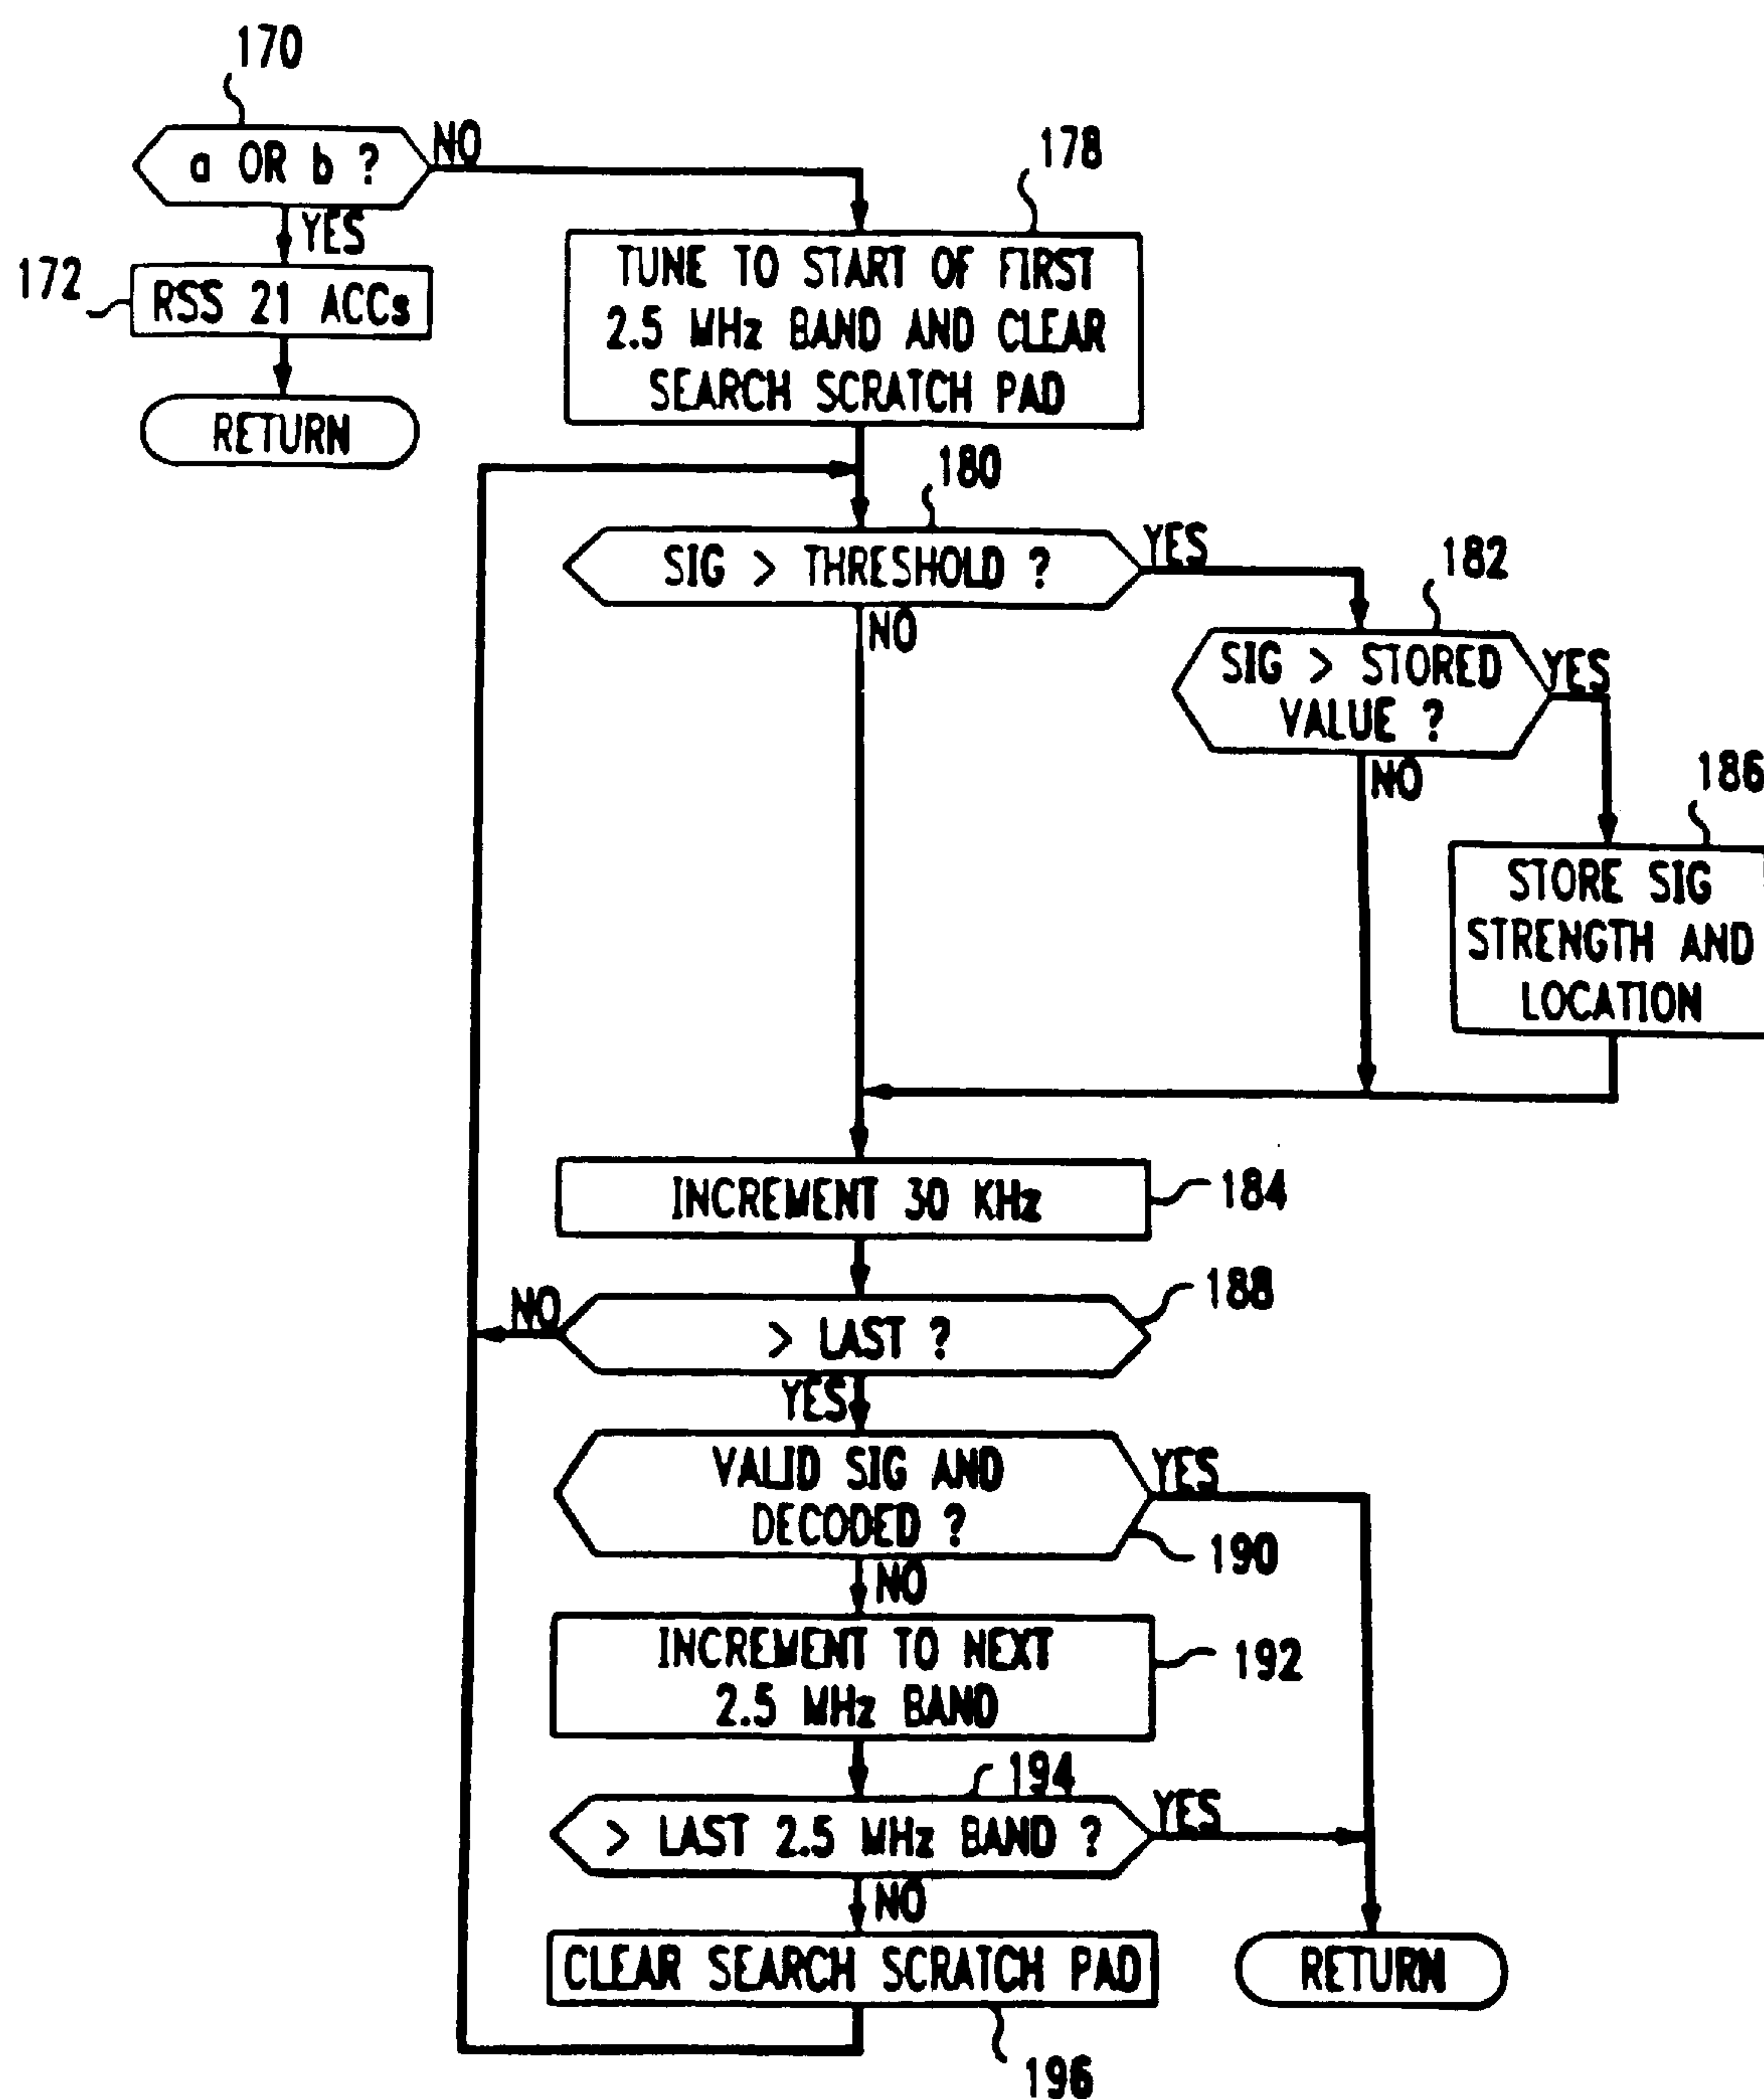 170
a OR b ?
NO
YES
172
RSS 21 ACCs
RETURN
178
TUNE TO START OF FIRST
2.5 MHz BAND AND CLEAR
SEARCH SCRATCH PAD
180
SIG > THRESHOLD ?
YES
NO
182
SIG > STORED
VALUE ?
YES
NO
186
STORE SIG
STRENGTH AND
LOCATION
INCREMENT 30 KHz
184
NO
> LAST ?
188
YES
VALID SIG AND
DECODED ?
YES
190
NO
INCREMENT TO NEXT
2.5 MHz BAND
192
194
> LAST 2.5 MHz BAND ?
YES
NO
CLEAR SEARCH SCRATCH PAD
196
RETURN